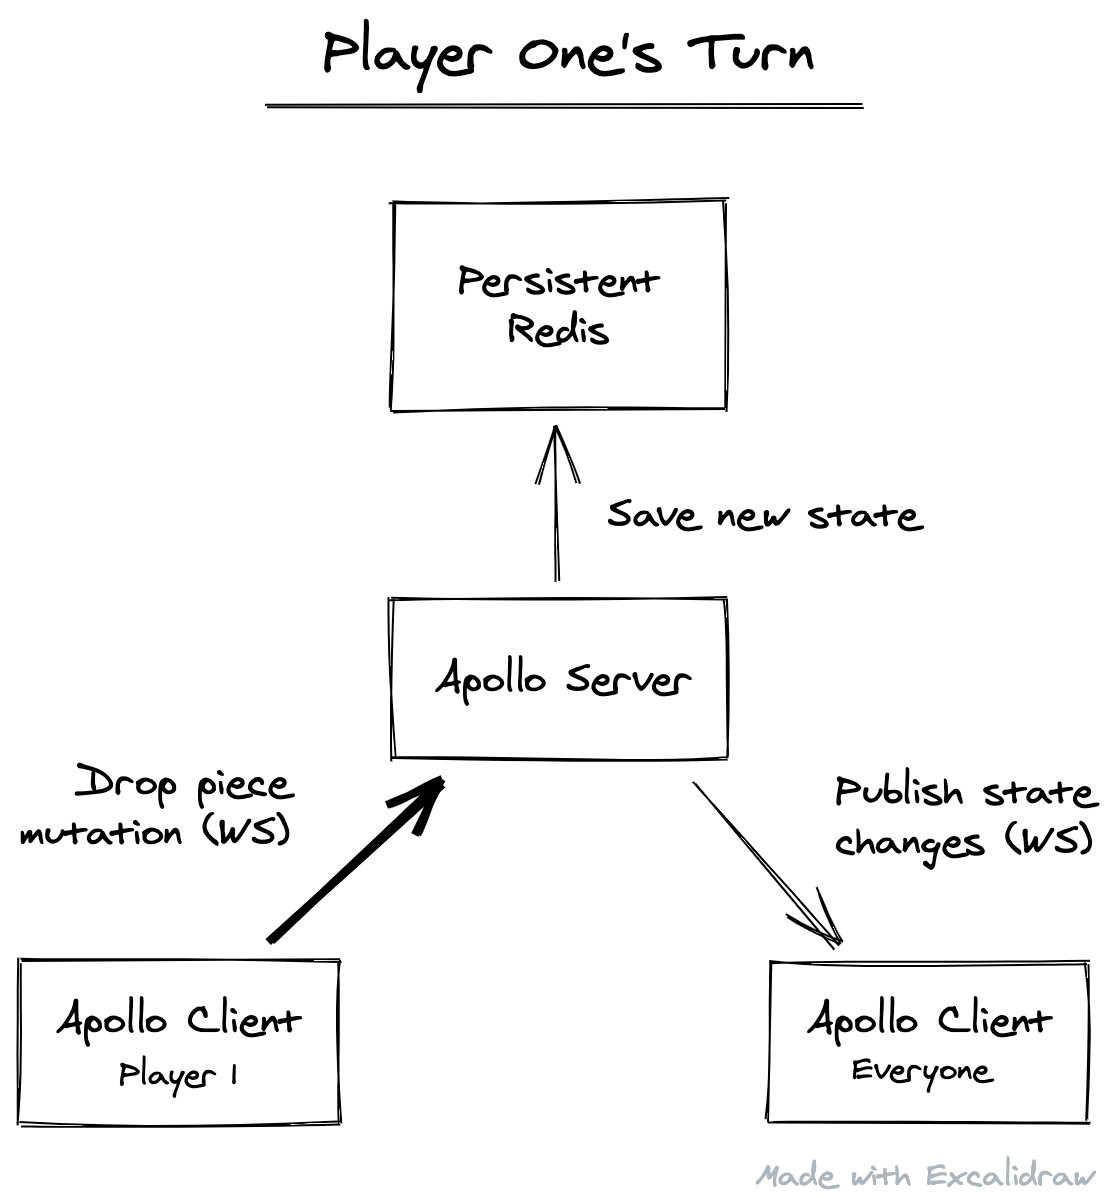 Player One's Turn
Persistent
Redis
Save new state
Apollo Server
Drop piece
mutation (WS)
Publish state
changes (WS)
Apollo Client
Player 1
Apollo Client
Everyone
Made with Excalidraw